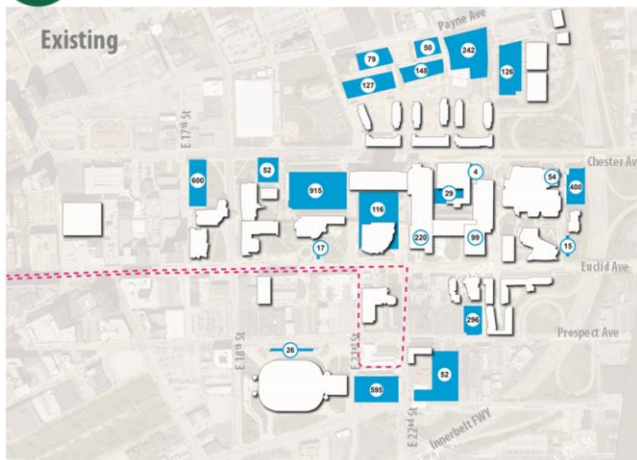 Existing
Payne Ave
79
50
242
127
148
126
E 17th St
Chester Av
52
4
600
915
29
54
400
116
17
220
99
15
Euclid Ave
296
Prospect Ave
E 18th St
26
E 21st St
52
595
E 22nd St
Innerbelt FWY